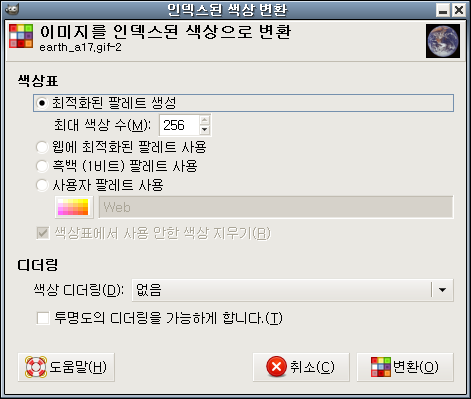 인덱스된 색상 변환
이미지를 인덱스된 색상으로 변환
earth_a17.gif-2
색상표
최적화된 팔레트 생성
최대 색상 수(M): 256
웹에 최적화된 팔레트 사용
흑백 (1비트) 팔레트 사용
사용자 팔레트 사용
Web
색상표에서 사용 안한 색상 지우기(R)
디더링
색상 디더링(D): 없음
투명도의 디더링을 가능하게 합니다.(T)
도움말(H) 취소(C) 변환(O)